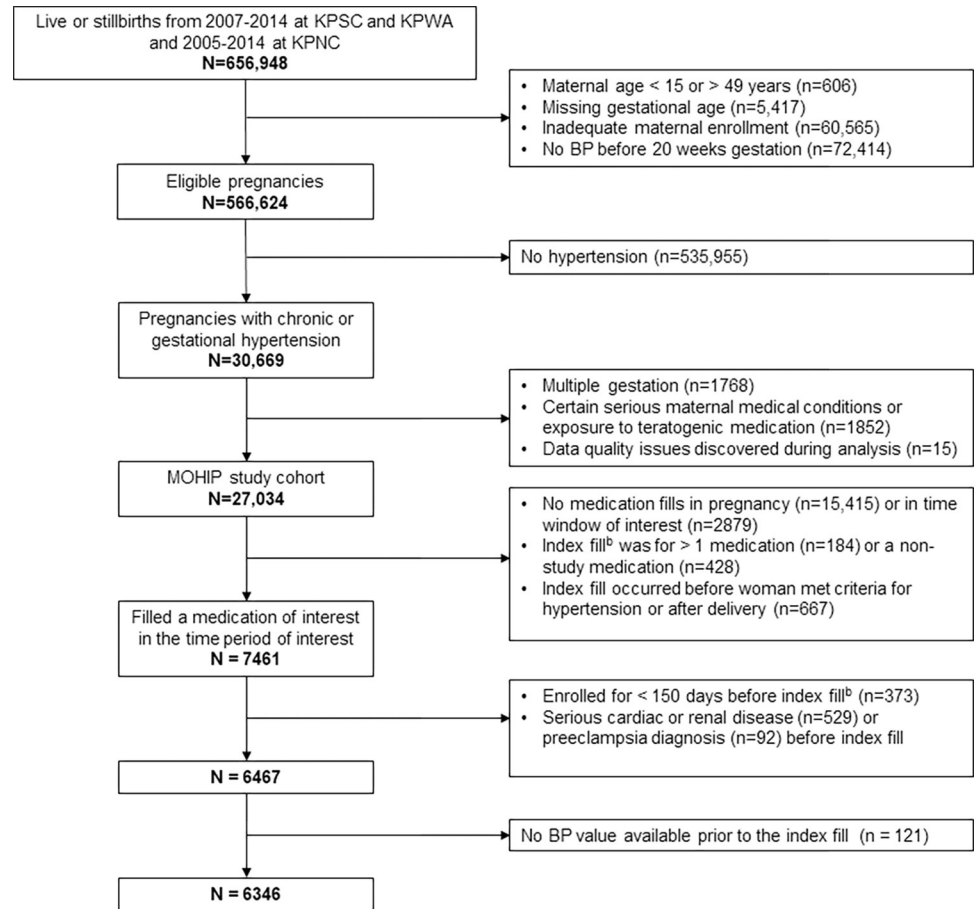 Live or stillbirths from 2007-2014 at KPSC and KPWA
and 2005-2014 at KPNC
N=656,948
• Maternal age < 15 or > 49 years (n=606)
• Missing gestational age (n=5,417)
• Inadequate maternal enrollment (n=60,565)
• No BP before 20 weeks gestation (n=72,414)
Eligible pregnancies
N=566,624
No hypertension (n=535,955)
Pregnancies with chronic or
gestational hypertension
N=30,669
• Multiple gestation (n=1768)
• Certain serious maternal medical conditions or
exposure to teratogenic medication (n=1852)
• Data quality issues discovered during analysis (n=15)
MOHIP study cohort
N=27,034
• No medication fills in pregnancy (n=15,415) or in time
window of interest (n=2879)
• Index fillᵇ was for > 1 medication (n=184) or a non-
study medication (n=428)
• Index fill occurred before woman met criteria for
hypertension or after delivery (n=667)
Filled a medication of interest
in the time period of interest
N = 7461
• Enrolled for < 150 days before index fillᵇ (n=373)
• Serious cardiac or renal disease (n=529) or
preeclampsia diagnosis (n=92) before index fill
N = 6467
No BP value available prior to the index fill (n = 121)
N = 6346